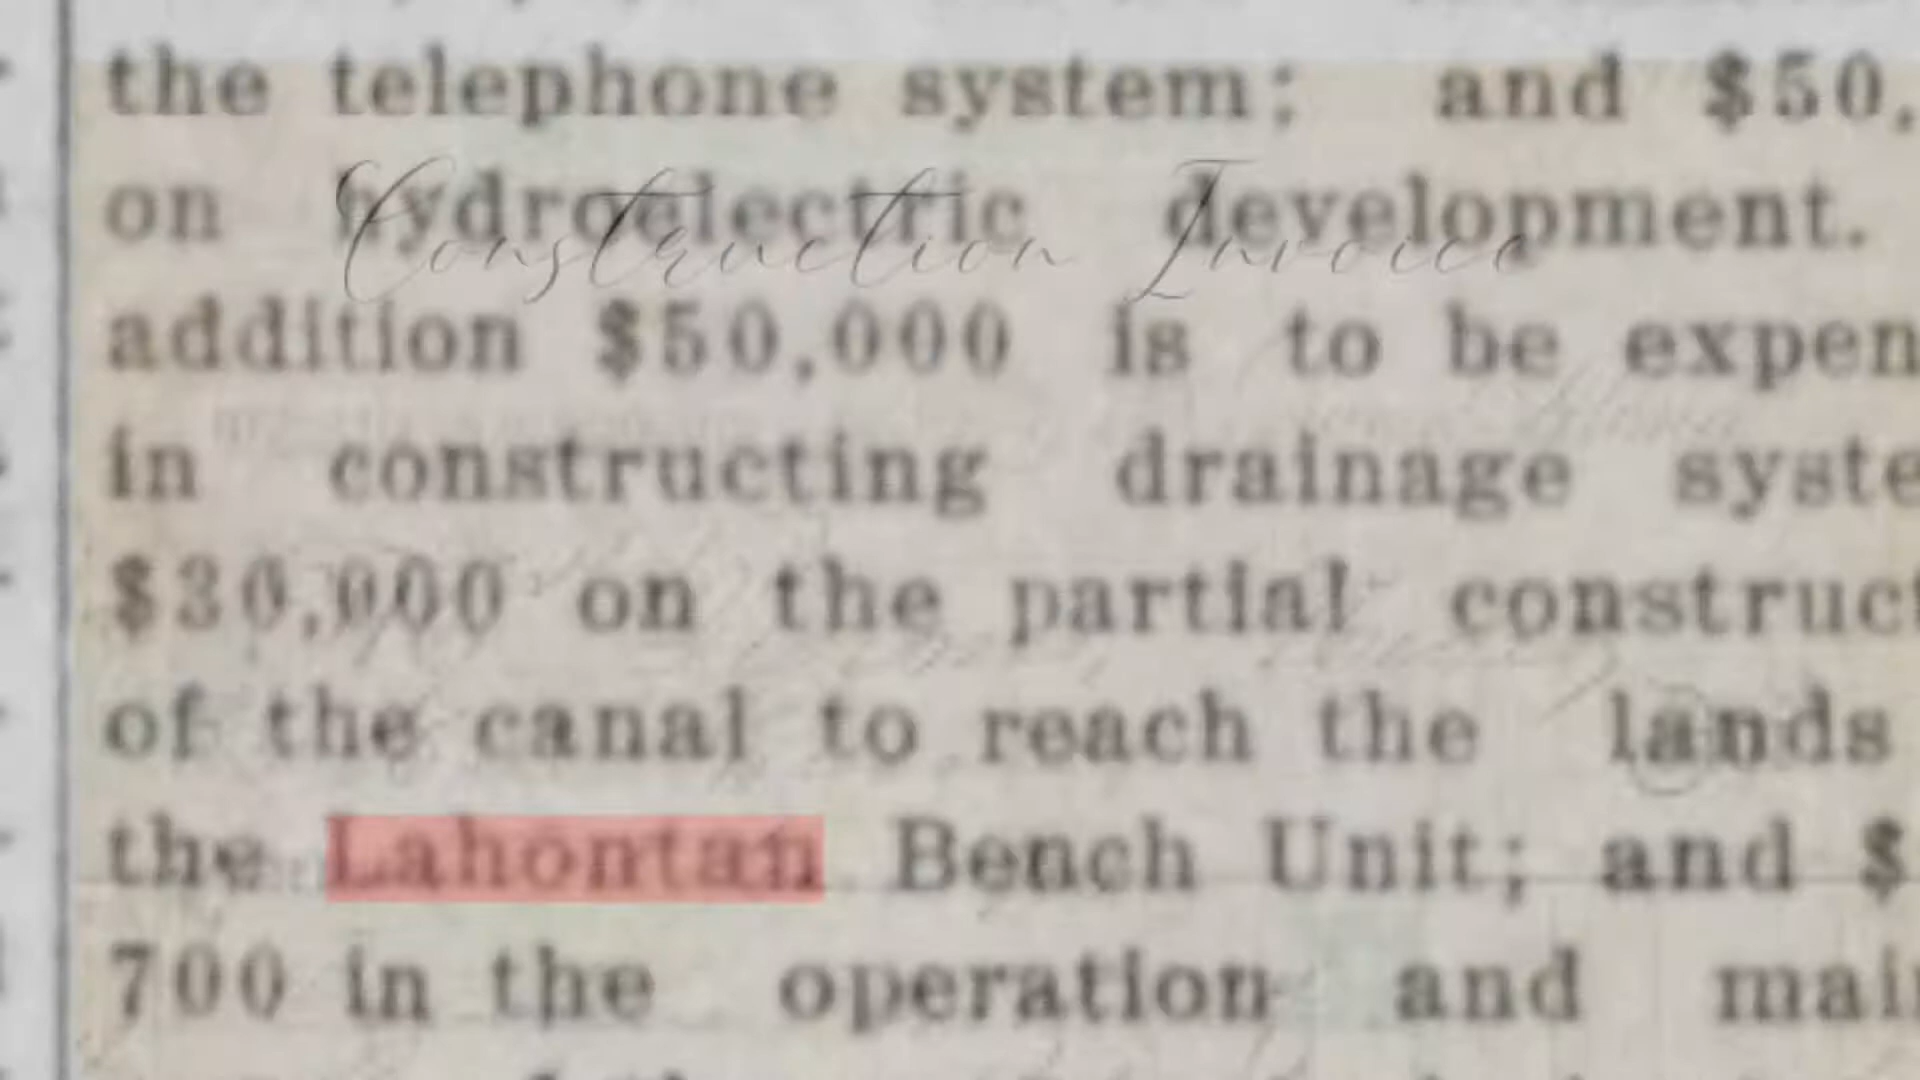 the telephone system; and $50,
on hydroelectric development.
Construction Invoice
addition $50,000 is to be expen
in constructing drainage syste
$30,000 on the partial construct
of the canal to reach the lands
the Lahontan Bench Unit; and $
700 in the operation and main